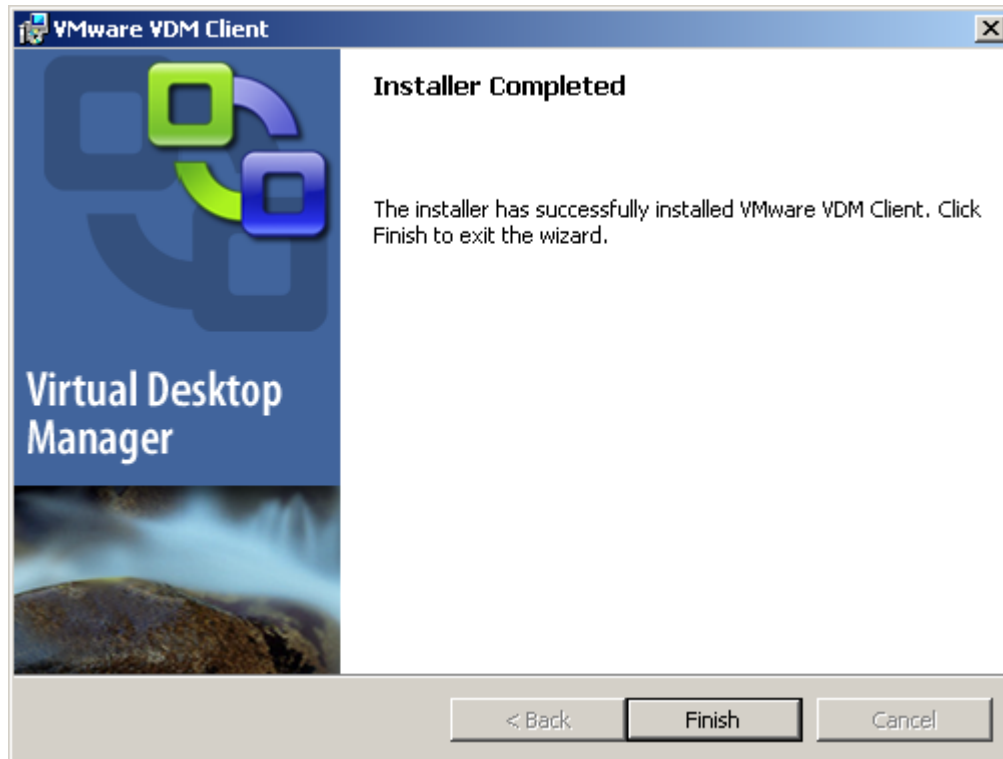 VMware VDM Client
Installer Completed
The installer has successfully installed VMware VDM Client. Click
Finish to exit the wizard.
Virtual Desktop
Manager
< Back
Finish
Cancel